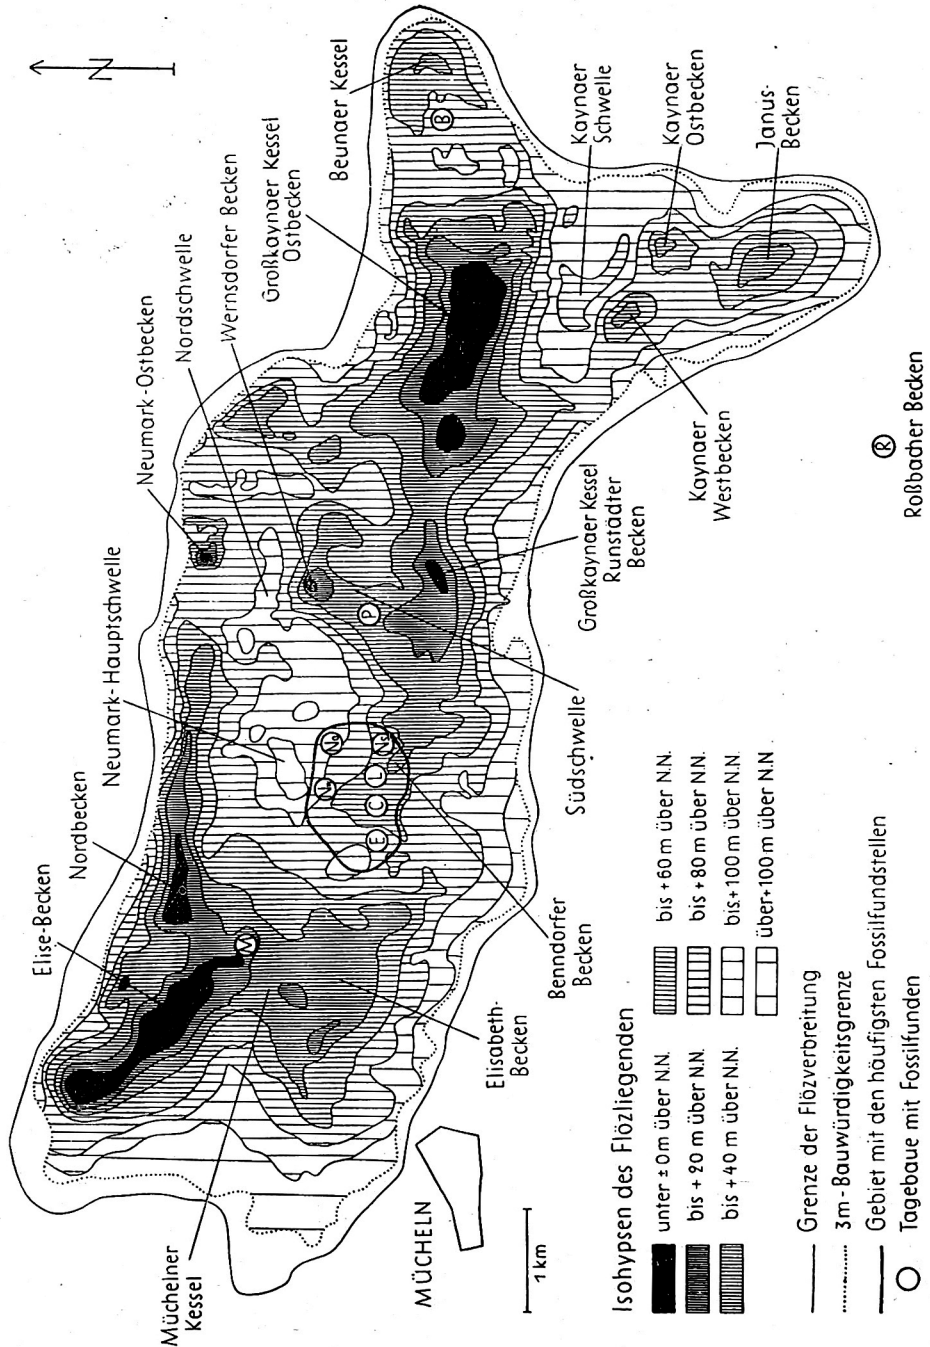 N
Beunaer Kessel
Großkaynaer Kessel
Ostbecken
Wernsdorfer Becken
Nordschwelle
Neumark-Ostbecken
Neumark-Hauptschwelle
Nordbecken
Elise-Becken
Müchelner
Kessel
MÜCHELN
1 km
Elisabeth-
Becken
Benndorfer
Becken
Südschwelle
Großkaynaer Kessel
Runstädter
Becken
Kaynaer
Westbecken
Kaynaer
Schwelle
Kaynaer
Ostbecken
Janus-
Becken
B
P
M
E
C
L
R
Roßbacher Becken
Isohypsen des Flözliegenden
unter ± 0 m über N.N.
bis + 20 m über N.N.
bis + 40 m über N.N.
bis + 60 m über N.N.
bis + 80 m über N.N.
bis + 100 m über N.N.
über + 100 m über N.N
Grenze der Flözverbreitung
3m-Bauwürdigkeitsgrenze
Gebiet mit den häufigsten Fossilfundstellen
Tagebaue mit Fossilfunden